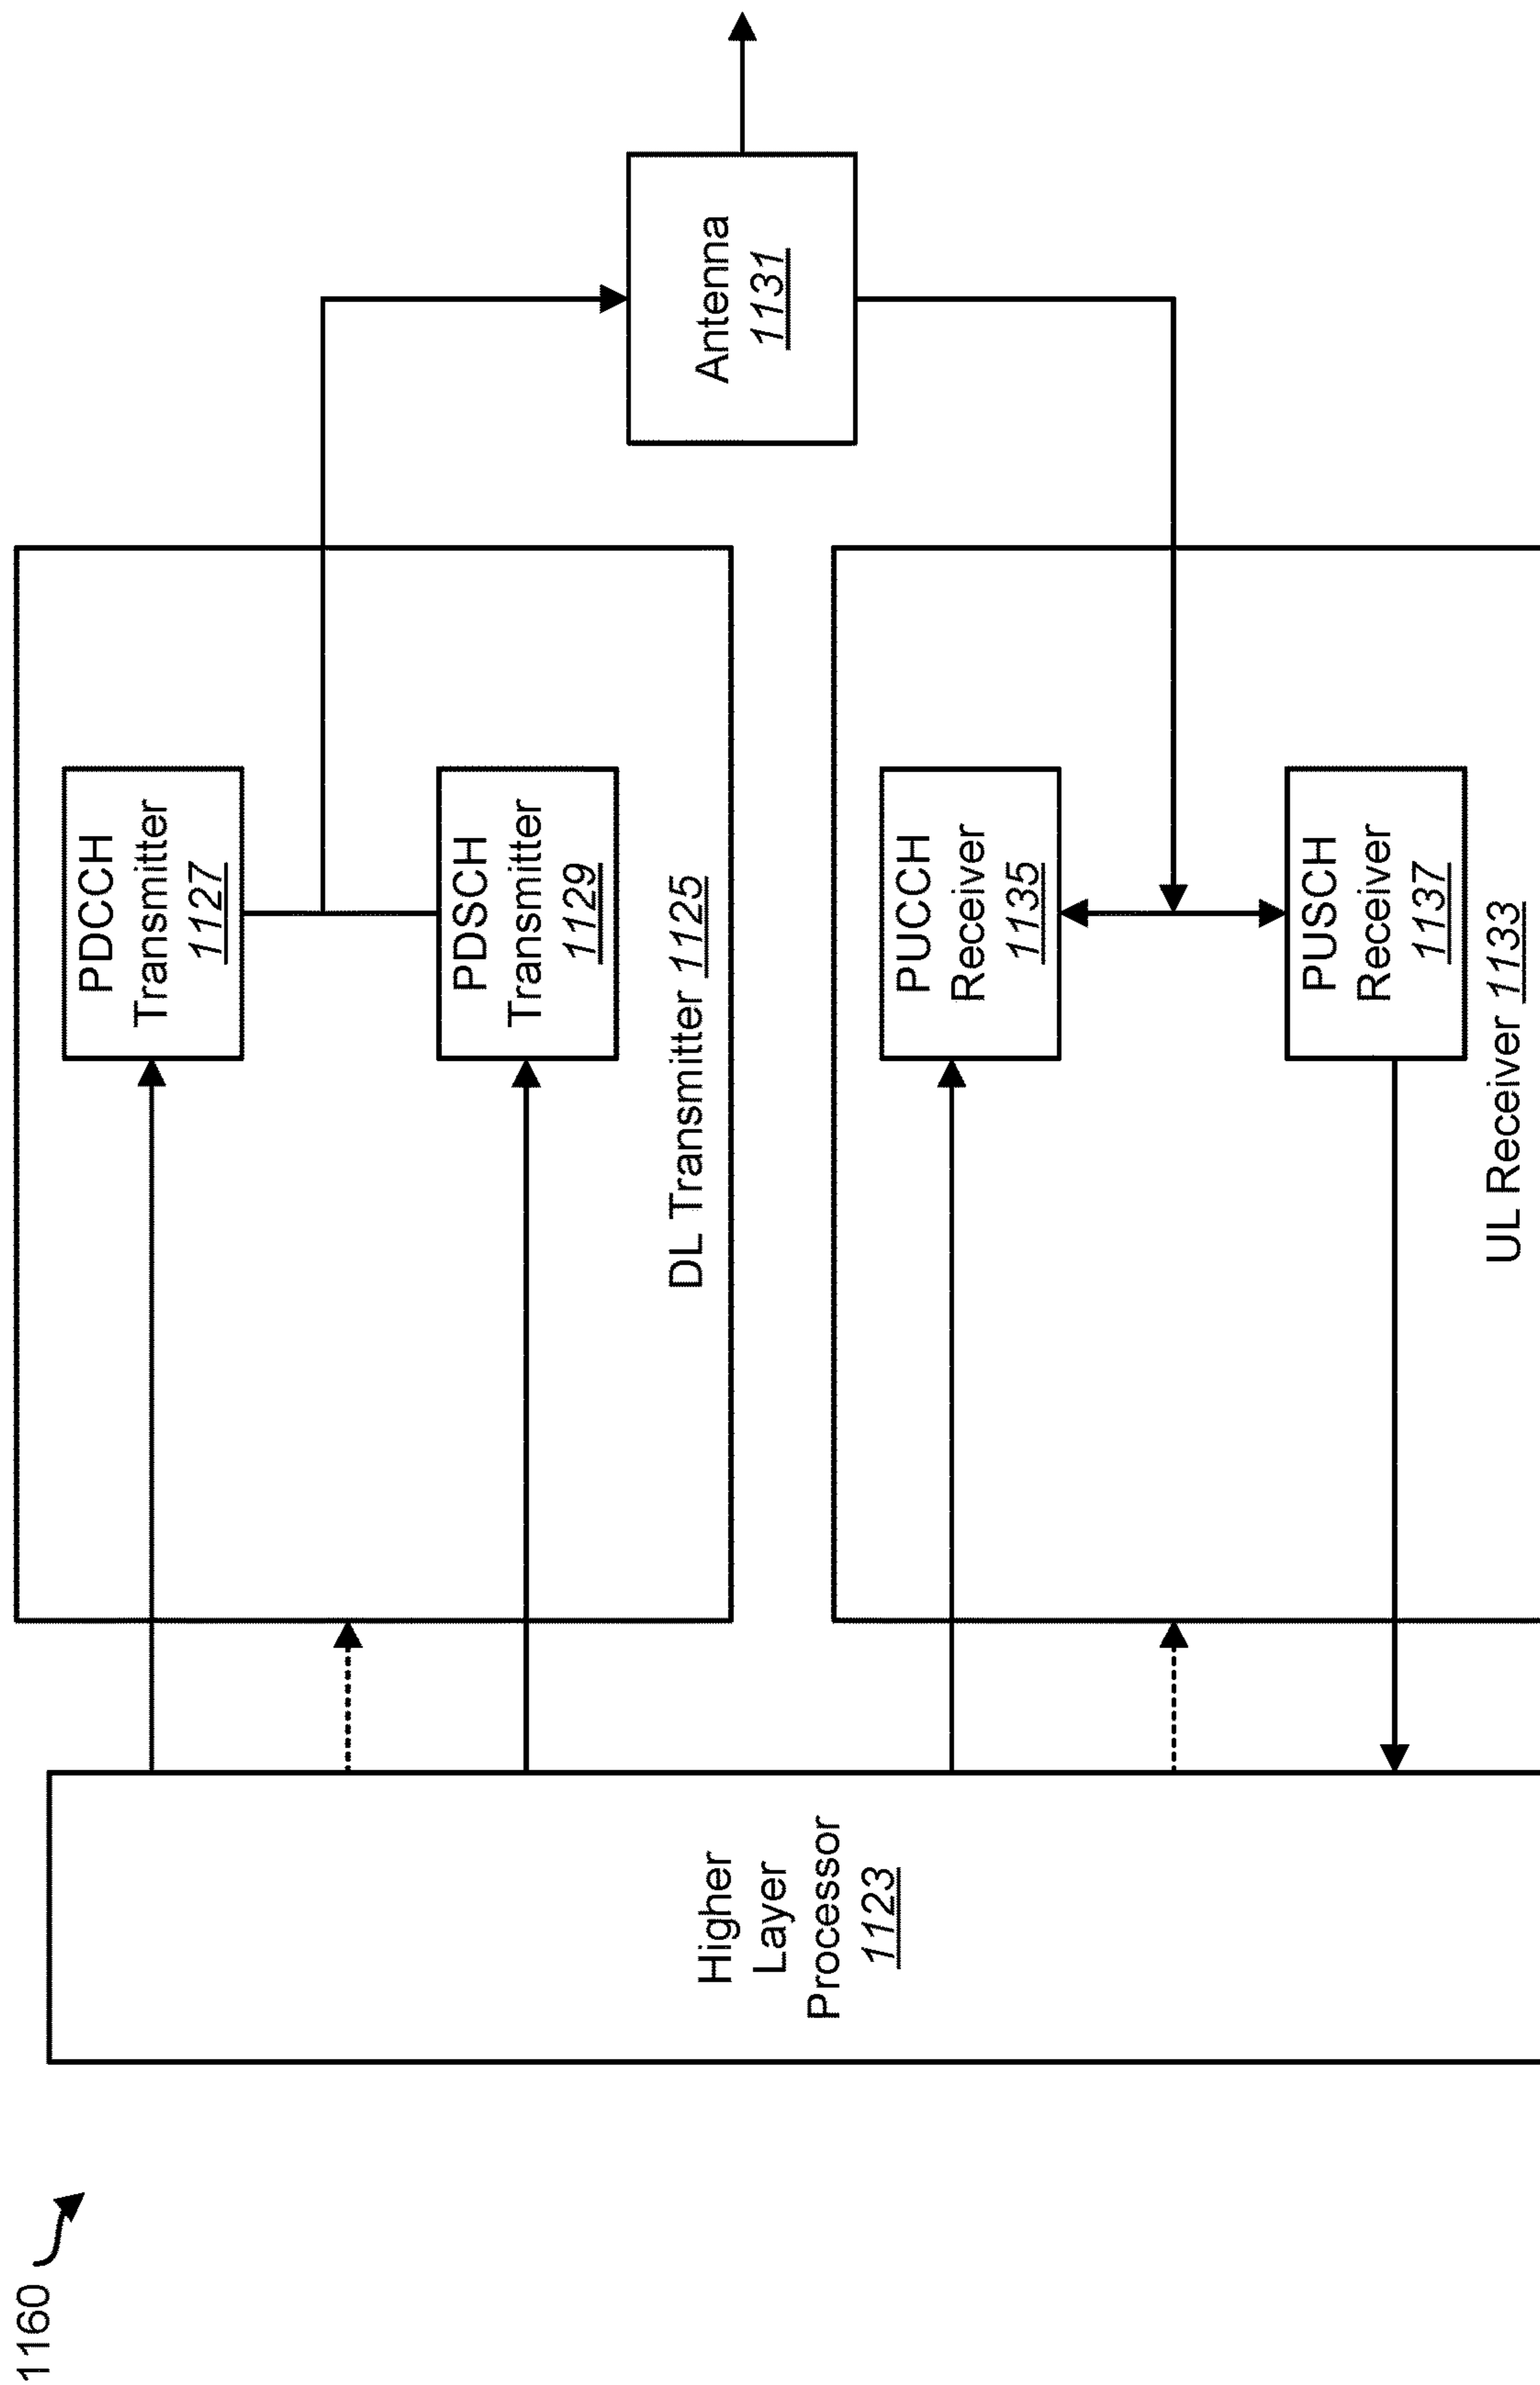 1160
Higher
Layer
Processor
1123
PDCCH
Transmitter
1127
PDSCH
Transmitter
1129
DL Transmitter 1125
PUCCH
Receiver
1135
PUSCH
Receiver
1137
UL Receiver 1133
Antenna
1131